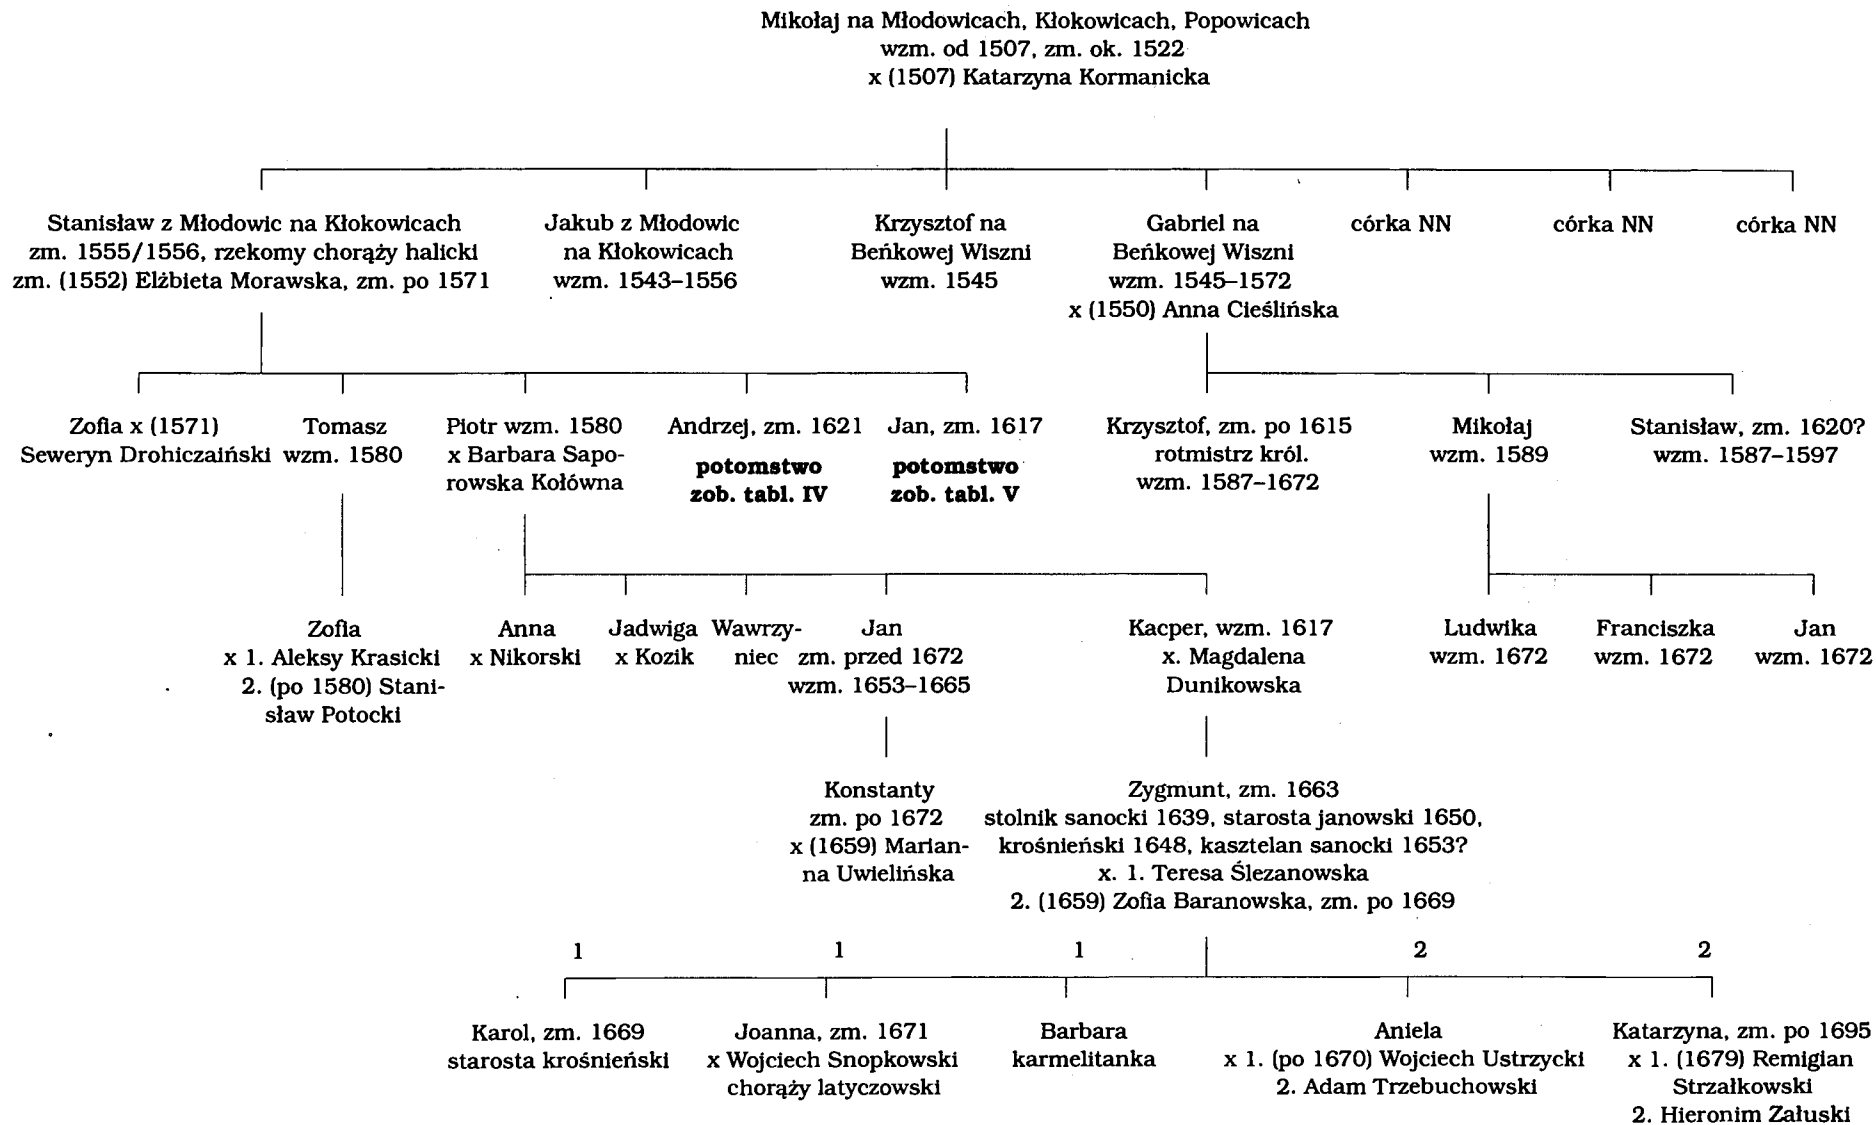 Mikołaj na Młodowicach, Kłokowicach, Popowicach
wzm. od 1507, zm. ok. 1522
x (1507) Katarzyna Kormanicka
Stanisław z Młodowic na Kłokowicach
zm. 1555/1556, rzekomy chorąży halicki
zm. (1552) Elżbieta Morawska, zm. po 1571
Jakub z Młodowic
na Kłokowicach
wzm. 1543–1556
Krzysztof na
Beńkowej Wiszni
wzm. 1545
Gabriel na
Beńkowej Wiszni
wzm. 1545–1572
x (1550) Anna Cieślińska
córka NN
córka NN
córka NN
Zofia x (1571)
Seweryn Drohiczaiński
Tomasz
wzm. 1580
Piotr wzm. 1580
x Barbara Sapo-
rowska Kołówna
Andrzej, zm. 1621
potomstwo
zob. tabl. IV
Jan, zm. 1617
potomstwo
zob. tabl. V
Krzysztof, zm. po 1615
rotmistrz król.
wzm. 1587–1672
Mikołaj
wzm. 1589
Stanisław, zm. 1620?
wzm. 1587–1597
Zofia
x 1. Aleksy Krasicki
2. (po 1580) Stani-
sław Potocki
Anna
x Nikorski
Jadwiga
x Kozik
Wawrzy-
niec
Jan
zm. przed 1672
wzm. 1653–1665
Kacper, wzm. 1617
x. Magdalena
Dunikowska
Ludwika
wzm. 1672
Franciszka
wzm. 1672
Jan
wzm. 1672
Konstanty
zm. po 1672
x (1659) Marian-
na Uwielińska
Zygmunt, zm. 1663
stolnik sanocki 1639, starosta janowski 1650,
krośnieński 1648, kasztelan sanocki 1653?
x. 1. Teresa Ślezanowska
2. (1659) Zofia Baranowska, zm. po 1669
1 1 1 2 2
Karol, zm. 1669
starosta krośnieński
Joanna, zm. 1671
x Wojciech Snopkowski
chorąży latyczowski
Barbara
karmelitanka
Aniela
x 1. (po 1670) Wojciech Ustrzycki
2. Adam Trzebuchowski
Katarzyna, zm. po 1695
x 1. (1679) Remigian
Strzałkowski
2. Hieronim Załuski